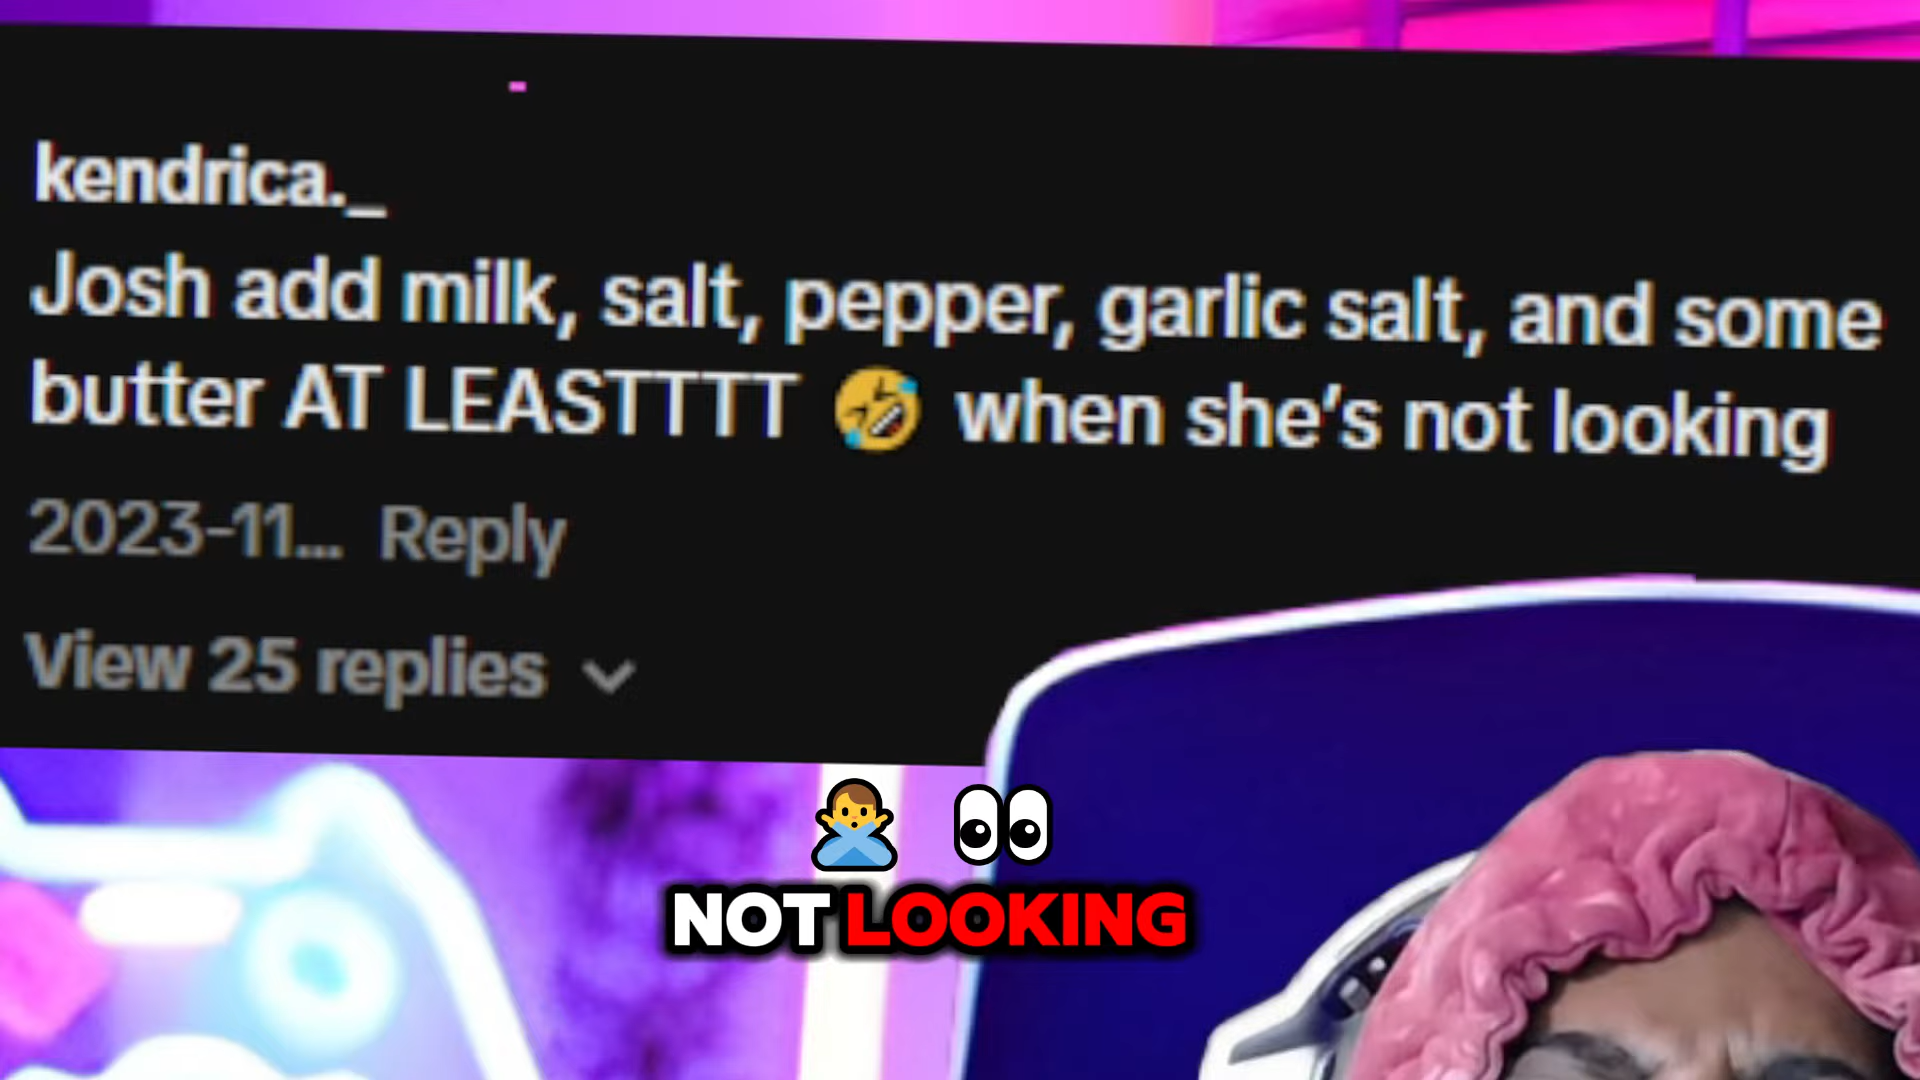 kendrica._
Josh add milk, salt, pepper, garlic salt, and some
butter AT LEASTTTT 🤣 when she's not looking
2023-11... Reply
View 25 replies
NOT LOOKING